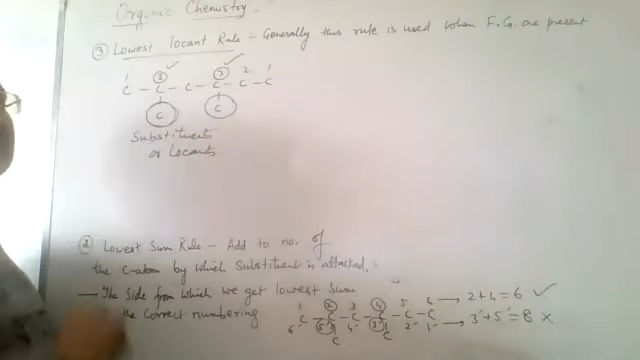 Organic Chemistry
③ Lowest locant Rule - Generally this rule is used when F.G. are present
1 ② ③ 2 1
C - C - C - C - C - C
C C
Substituent
or Locants
② Lowest Sum Rule - Add to no. of
the C-atom by which Substituent is attached.
— The side from which we get lowest sum
the correct numbering
1 ② 3 ④ 5 6 → 2+4=6 ✓
C - C - C - C - C - C
6' 5' 4' 3' 2' 1' → 3'+5'=8 ×
C C